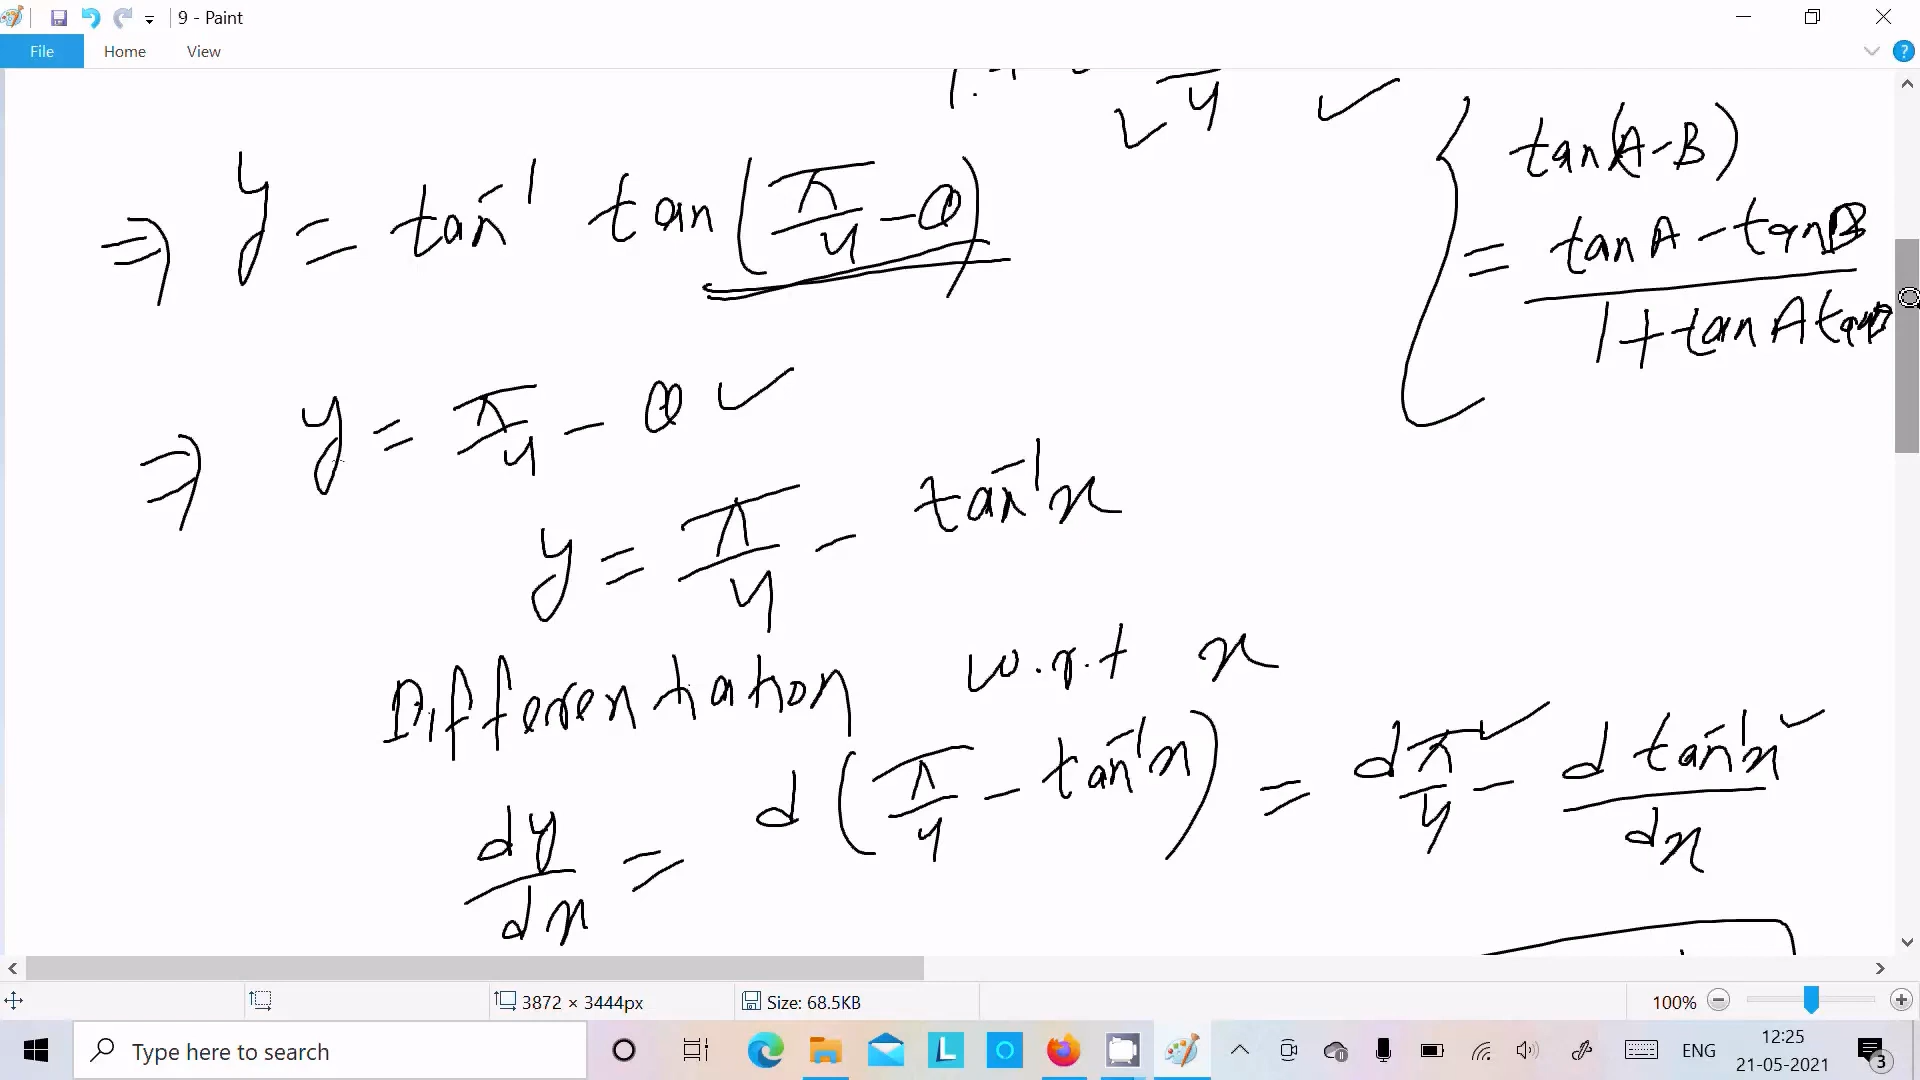 9 - Paint
File Home View
π/4
⇒ y = tan⁻¹ tan(π/4 - θ)
tan(A-B)
= tanA - tanB
1 + tanA tanB
⇒ y = π/4 - θ
y = π/4 - tan⁻¹x
Differentiation w.r.t x
dy/dx = d(π/4 - tan⁻¹x) = dπ/4 - d tan⁻¹x/dx
3872 × 3444px Size: 68.5KB 100%
Type here to search
ENG
12:25
21-05-2021
3